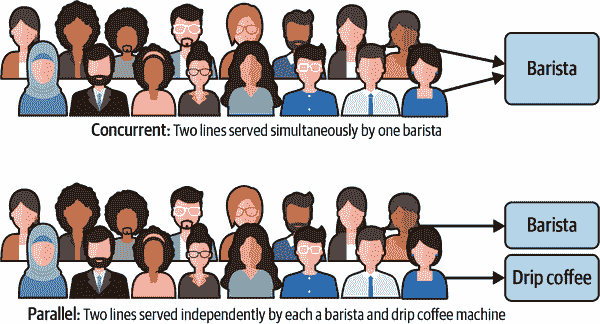 Barista
Concurrent: Two lines served simultaneously by one barista
Barista
Drip coffee
Parallel: Two lines served independently by each a barista and drip coffee machine